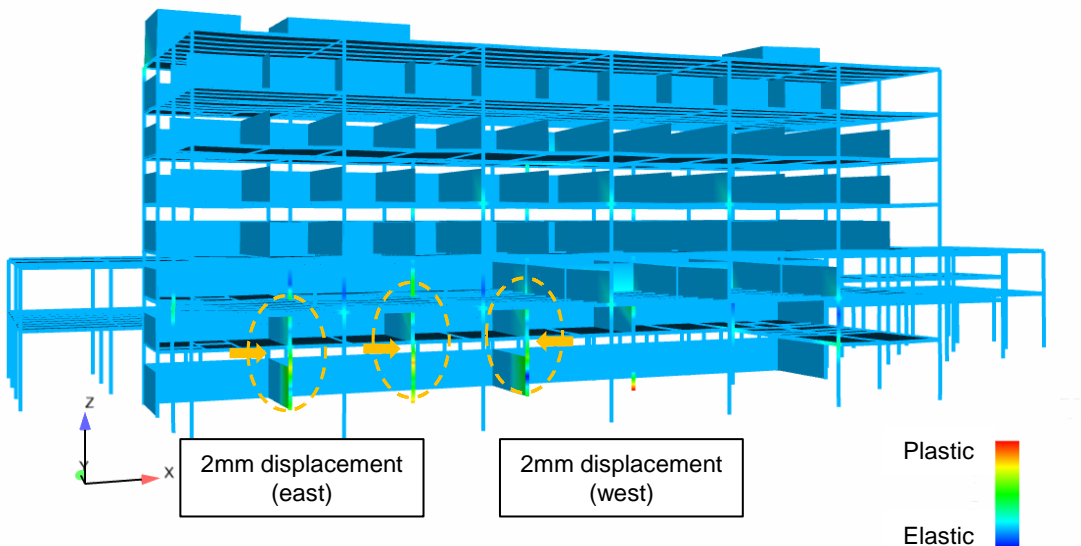 z
Y
x
2mm displacement
(east)
2mm displacement
(west)
Plastic
Elastic